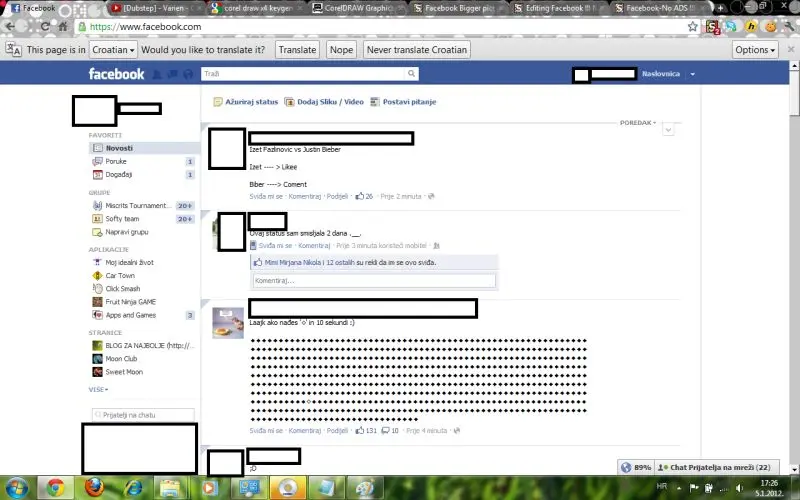 Facebook
[Dubstep] - Varien -
corel draw x4 keygen
CorelDRAW Graphic
Facebook Bigger pic
Editing Facebook !!! N
Facebook-No ADS !!!
https://www.facebook.com
This page is in Croatian Would you like to translate it? Translate Nope Never translate Croatian Options
facebook
Traži
Naslovnica
Ažuriraj status Dodaj Sliku / Video Postavi pitanje
POREDAK
FAVORITI
Novosti
Poruke 1
Događaji 1
GRUPE
Miscrits Tournament... 20+
Softy team 20+
Napravi grupu
APLIKACIJE
Moj idealni život
Car Town
Click Smash
Fruit Ninja GAME
Apps and Games 3
STRANICE
BLOG ZA NAJBOLJE (http://...
Moon Club
Sweet Moon
VIŠE
Prijatelji na chatu
Izet Fazlinovic vs Justin Bieber
Izet ---- > Likee
Biber ----> Coment
Sviđa mi se · Komentiraj · Podijeli · 26 · Prije 2 minuta
Ovaj status sam smisljala 2 dana .__.
Sviđa mi se · Komentiraj · Prije 3 minuta koristeći mobitel
Mimi Mirjana Nikola i 12 ostalih su rekli da im se ovo sviđa.
Komentiraj...
Laajk ako nađes '◊' in 10 sekundi :)
Sviđa mi se · Komentiraj · Podijeli · 131 10 · Prije 4 minuta
;D
89% Chat Prijatelja na mreži (22)
HR
17:26
5.1.2012.